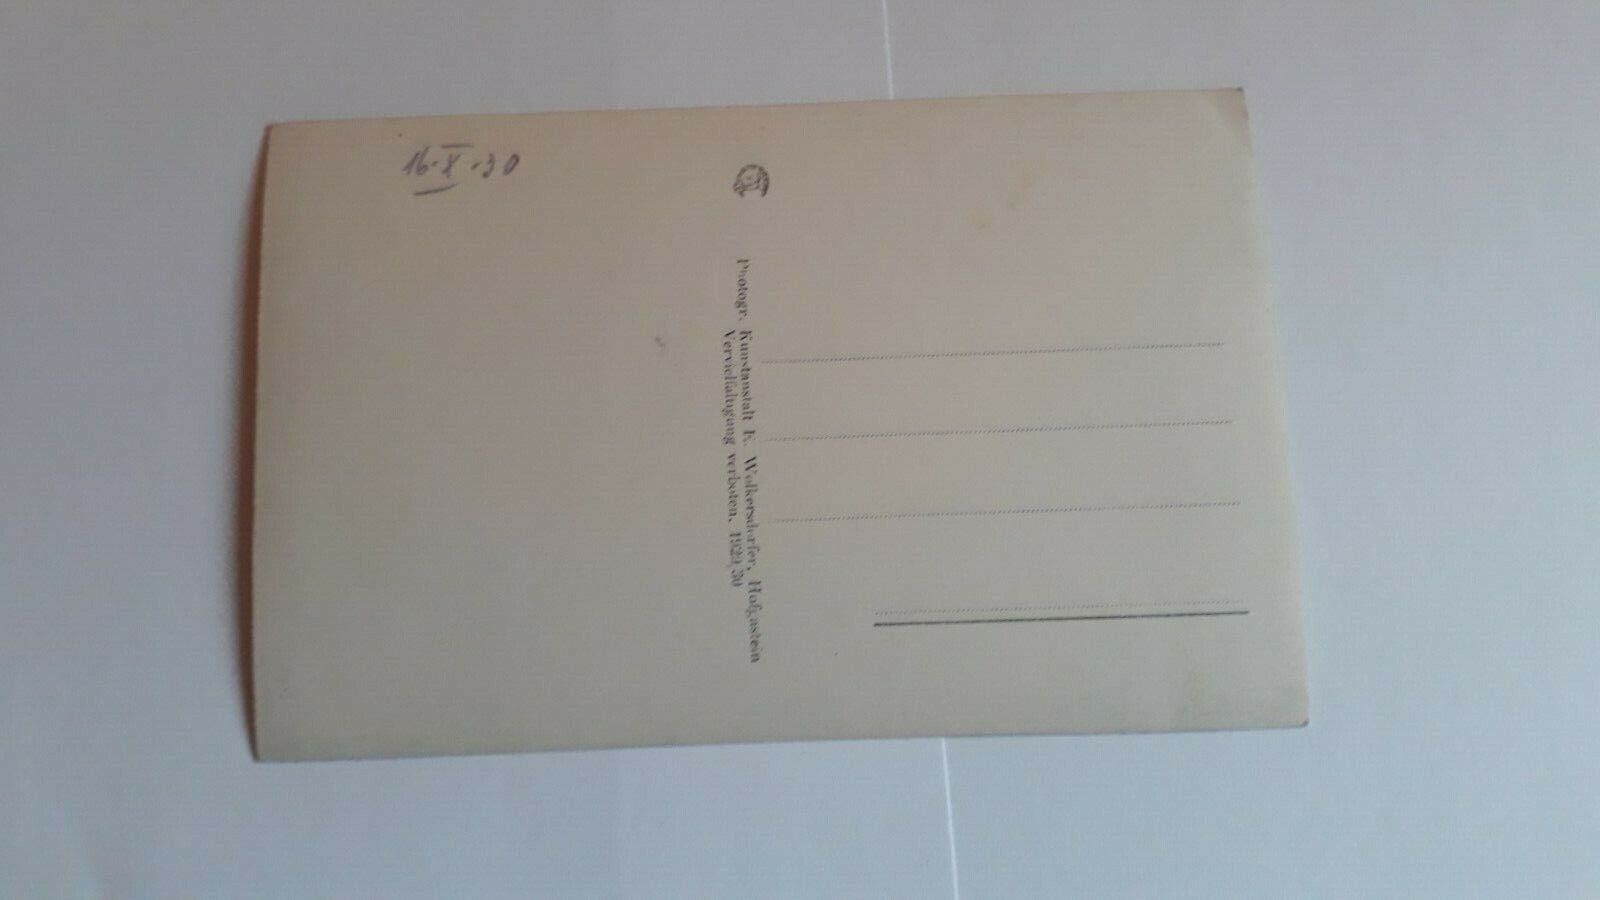 16·X·30
Photogr. Kunstanstalt K. Wolkersdorfer, Hofgastein
Vervielfältigung verboten, 1929/30